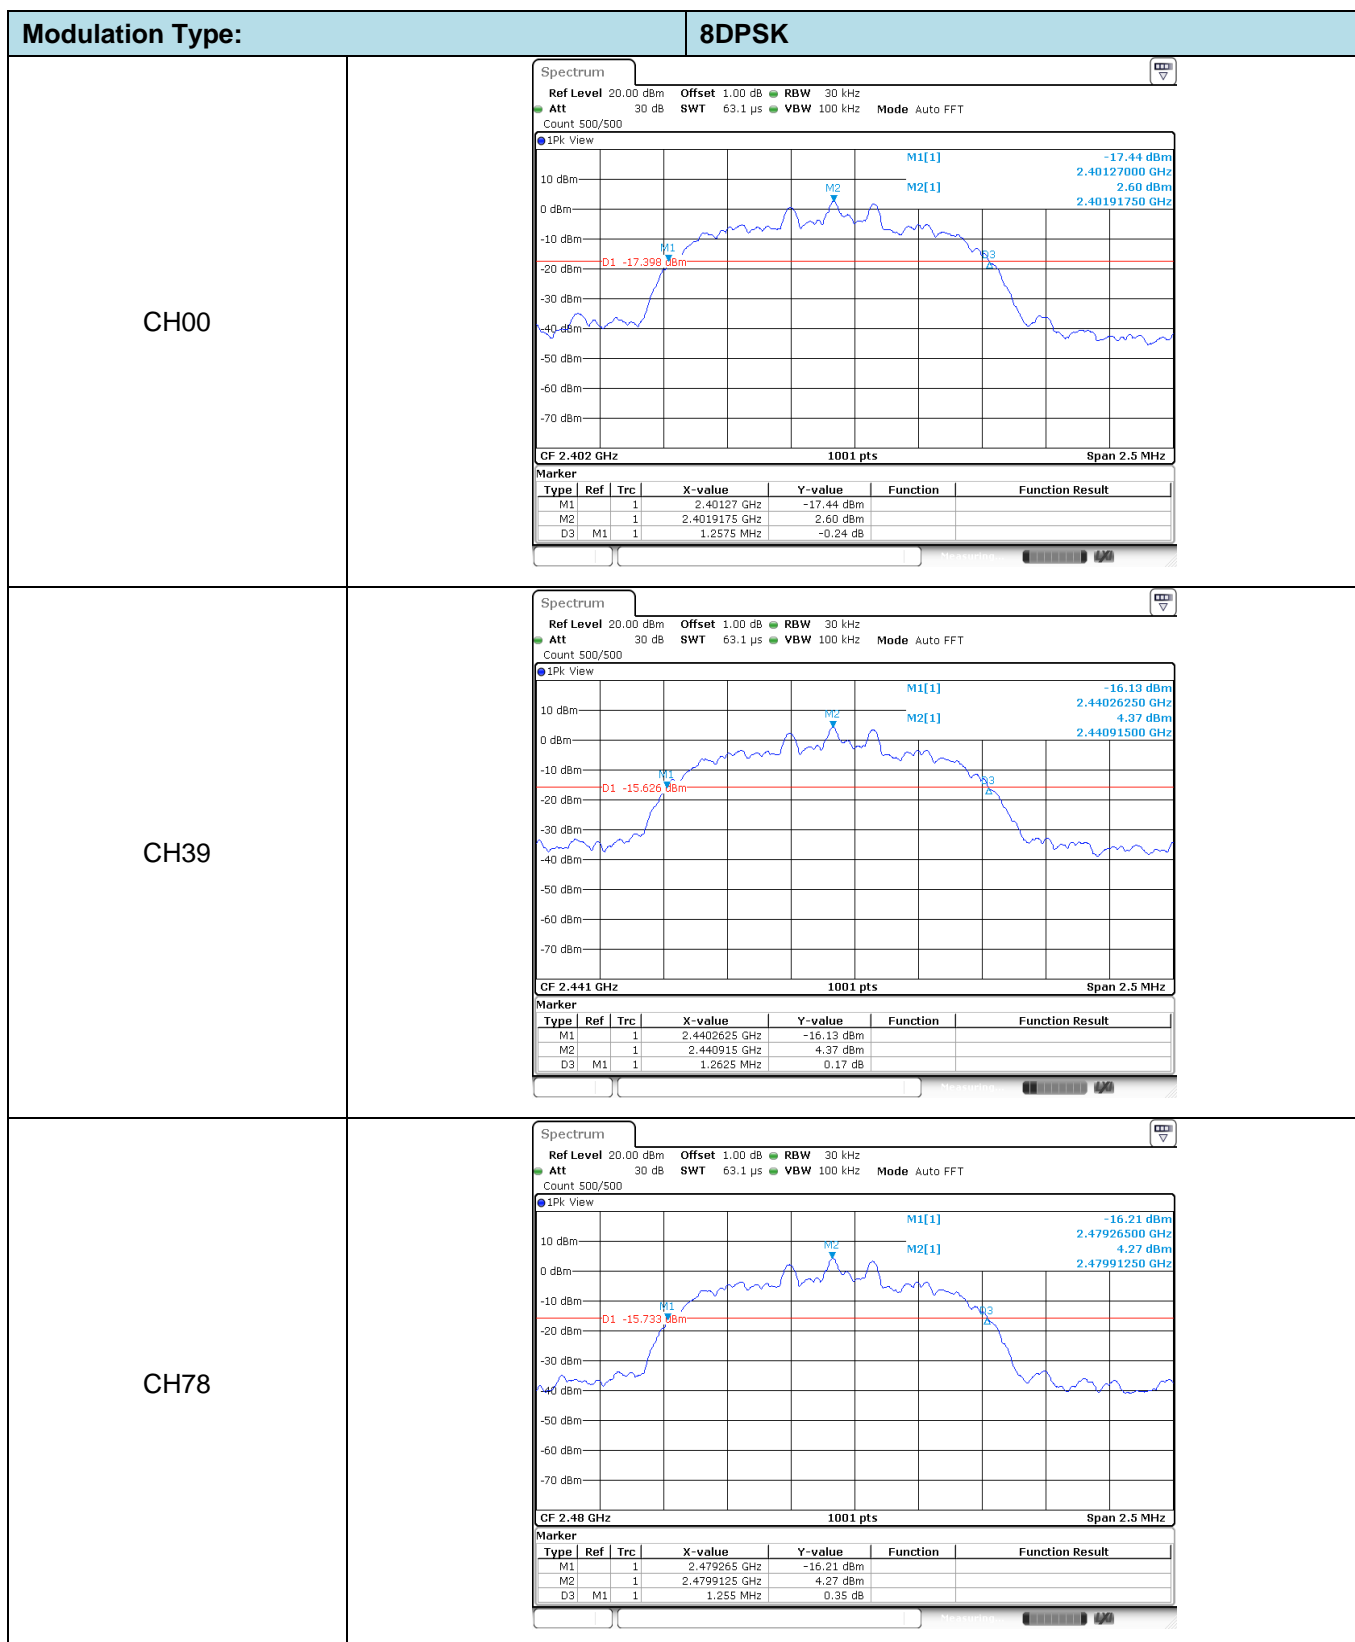 Modulation Type: 8DPSK
CH00
Spectrum
Ref Level 20.00 dBm Offset 1.00 dB RBW 30 kHz
Att 30 dB SWT 63.1 µs VBW 100 kHz Mode Auto FFT
Count 500/500
1Pk View
M1[1] -17.44 dBm
2.40127000 GHz
M2[1] 2.60 dBm
2.40191750 GHz
10 dBm
M2
0 dBm
-10 dBm
M1
D3
D1 -17.398 dBm
-20 dBm
-30 dBm
-40 dBm
-50 dBm
-60 dBm
-70 dBm
CF 2.402 GHz 1001 pts Span 2.5 MHz
Marker
Type Ref Trc X-value Y-value Function Function Result
M1 1 2.40127 GHz -17.44 dBm
M2 1 2.4019175 GHz 2.60 dBm
D3 M1 1 1.2575 MHz -0.24 dB
Measuring...
CH39
Spectrum
Ref Level 20.00 dBm Offset 1.00 dB RBW 30 kHz
Att 30 dB SWT 63.1 µs VBW 100 kHz Mode Auto FFT
Count 500/500
1Pk View
M1[1] -16.13 dBm
2.44026250 GHz
M2[1] 4.37 dBm
2.44091500 GHz
10 dBm
M2
0 dBm
-10 dBm
M1
D3
D1 -15.626 dBm
-20 dBm
-30 dBm
-40 dBm
-50 dBm
-60 dBm
-70 dBm
CF 2.441 GHz 1001 pts Span 2.5 MHz
Marker
Type Ref Trc X-value Y-value Function Function Result
M1 1 2.4402625 GHz -16.13 dBm
M2 1 2.440915 GHz 4.37 dBm
D3 M1 1 1.2625 MHz 0.17 dB
Measuring...
CH78
Spectrum
Ref Level 20.00 dBm Offset 1.00 dB RBW 30 kHz
Att 30 dB SWT 63.1 µs VBW 100 kHz Mode Auto FFT
Count 500/500
1Pk View
M1[1] -16.21 dBm
2.47926500 GHz
M2[1] 4.27 dBm
2.47991250 GHz
10 dBm
M2
0 dBm
-10 dBm
M1
D3
D1 -15.733 dBm
-20 dBm
-30 dBm
-40 dBm
-50 dBm
-60 dBm
-70 dBm
CF 2.48 GHz 1001 pts Span 2.5 MHz
Marker
Type Ref Trc X-value Y-value Function Function Result
M1 1 2.479265 GHz -16.21 dBm
M2 1 2.4799125 GHz 4.27 dBm
D3 M1 1 1.255 MHz 0.35 dB
Measuring...